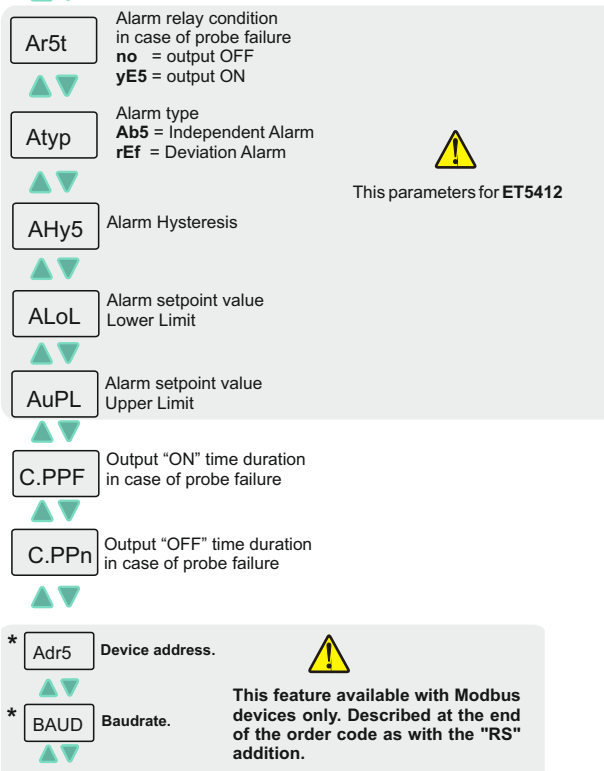 Ar5t
Alarm relay condition
in case of probe failure
no = output OFF
yE5 = output ON
Atyp
Alarm type
Ab5 = Independent Alarm
rEf = Deviation Alarm
This parameters for ET5412
AHy5
Alarm Hysteresis
ALoL
Alarm setpoint value
Lower Limit
AuPL
Alarm setpoint value
Upper Limit
C.PPF
Output “ON” time duration
in case of probe failure
C.PPn
Output “OFF” time duration
in case of probe failure
* Adr5 Device address.
* BAUD Baudrate.
This feature available with Modbus
devices only. Described at the end
of the order code as with the "RS"
addition.